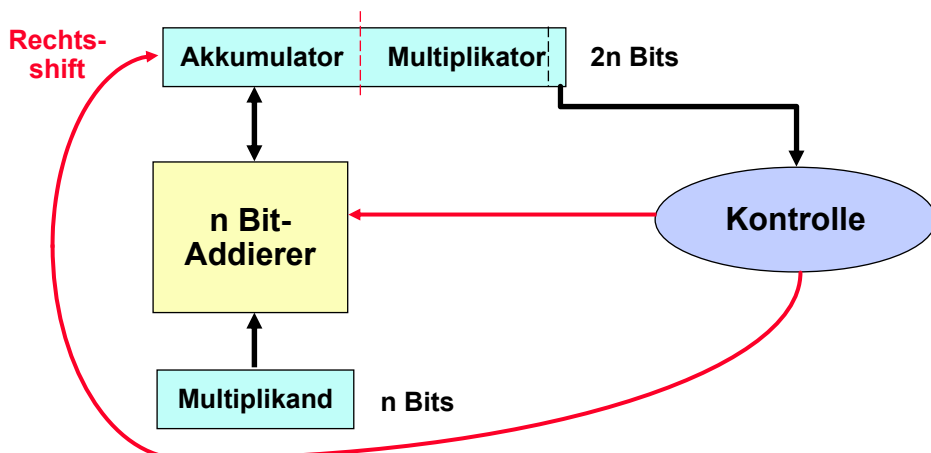 Rechts-
shift
Akkumulator
Multiplikator
2n Bits
n Bit-
Addierer
Kontrolle
Multiplikand
n Bits